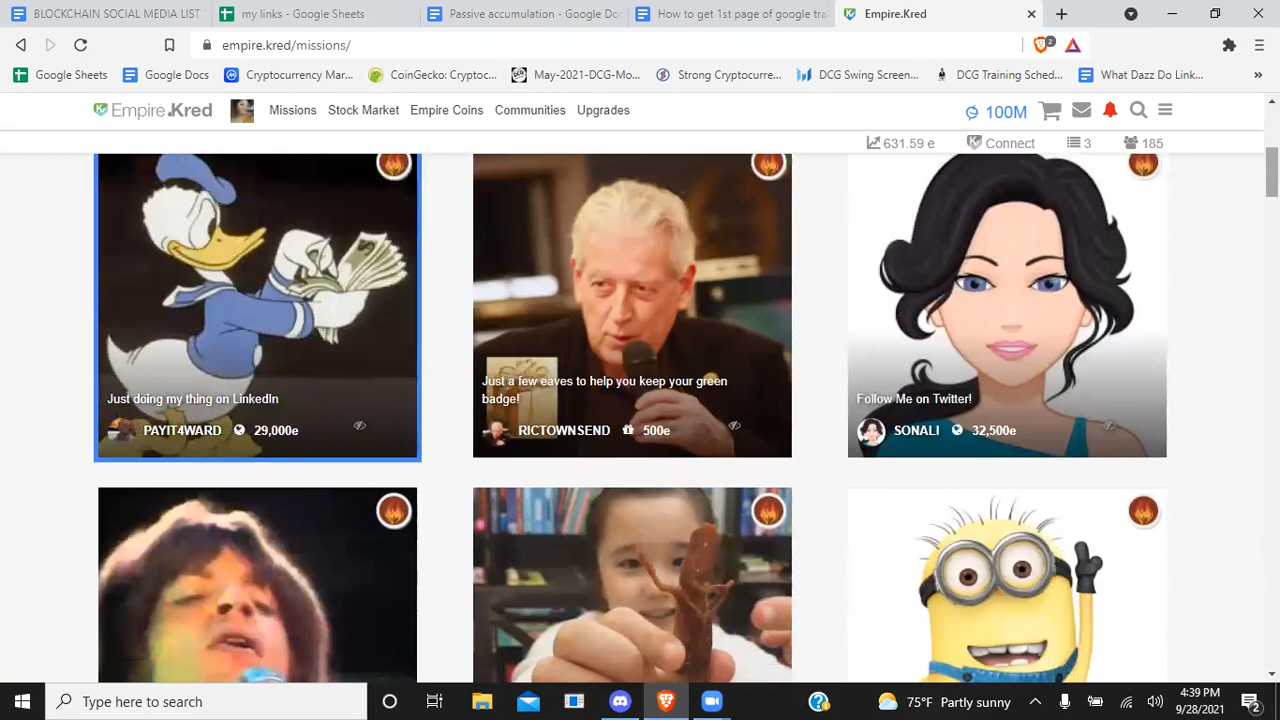 BLOCKCHAIN SOCIAL MEDIA LIST
my links - Google Sheets
Passive accumulation - Google Doc
How to get 1st page of google tra
Empire.Kred
empire.kred/missions/
2
Google Sheets
Google Docs
Cryptocurrency Mar...
CoinGecko: Cryptoc...
May-2021-DCG-Mo...
Strong Cryptocurre...
DCG Swing Screen...
DCG Training Sched...
What Dazz Do Link...
Empire.Kred
Missions
Stock Market
Empire Coins
Communities
Upgrades
100M
631.59 e
Connect
3
185
Just doing my thing on LinkedIn
PAYIT4WARD
29,000e
Just a few eaves to help you keep your green
badge!
RICTOWNSEND
500e
Follow Me on Twitter!
SONALI
32,500e
Type here to search
75°F Partly sunny
4:39 PM
9/28/2021
2